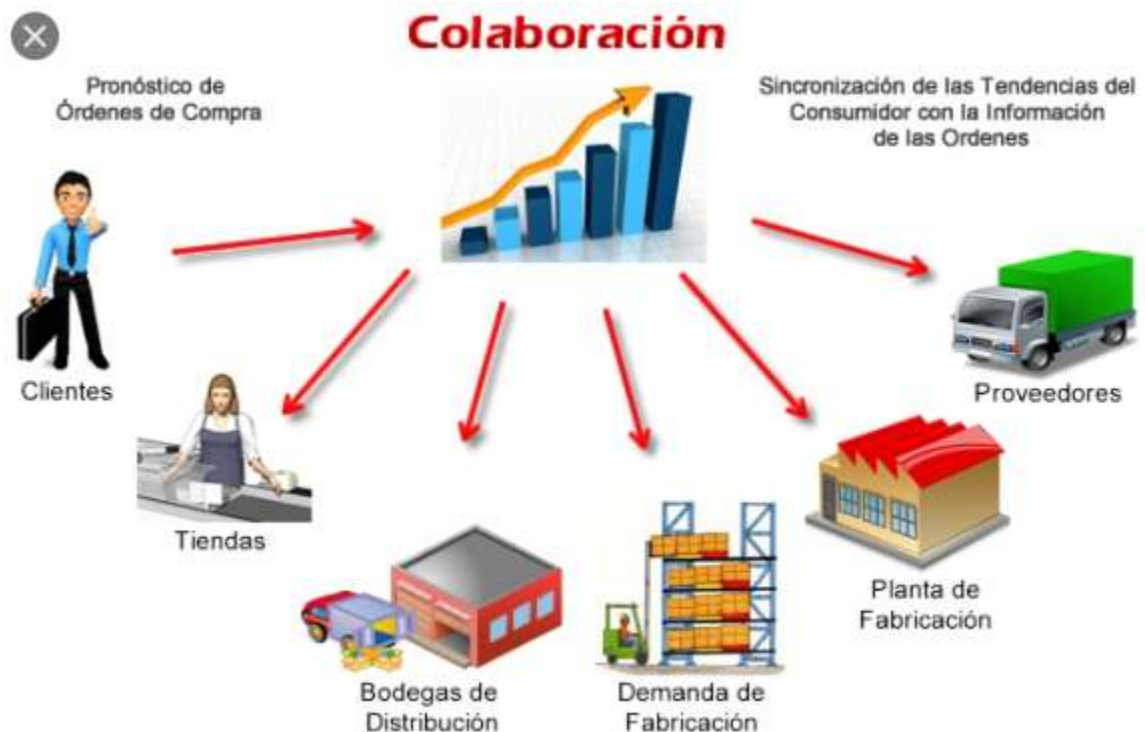 Colaboración
Pronóstico de
Órdenes de Compra
Sincronización de las Tendencias del
Consumidor con la Información
de las Ordenes
Clientes
Proveedores
Tiendas
Planta de
Fabricación
Bodegas de
Distribución
Demanda de
Fabricación